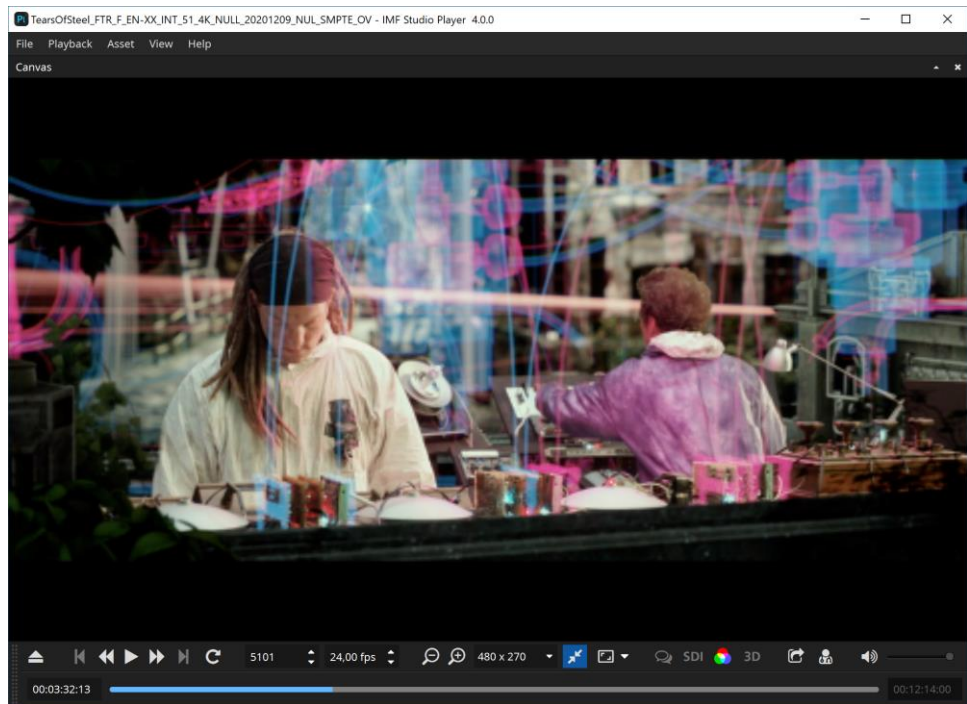 Pi TearsOfSteel_FTR_F_EN-XX_INT_51_4K_NULL_20201209_NUL_SMPTE_OV - IMF Studio Player 4.0.0
File Playback Asset View Help
Canvas
5101 24,00 fps 480 x 270 SDI 3D
00:03:32:13 00:12:14:00